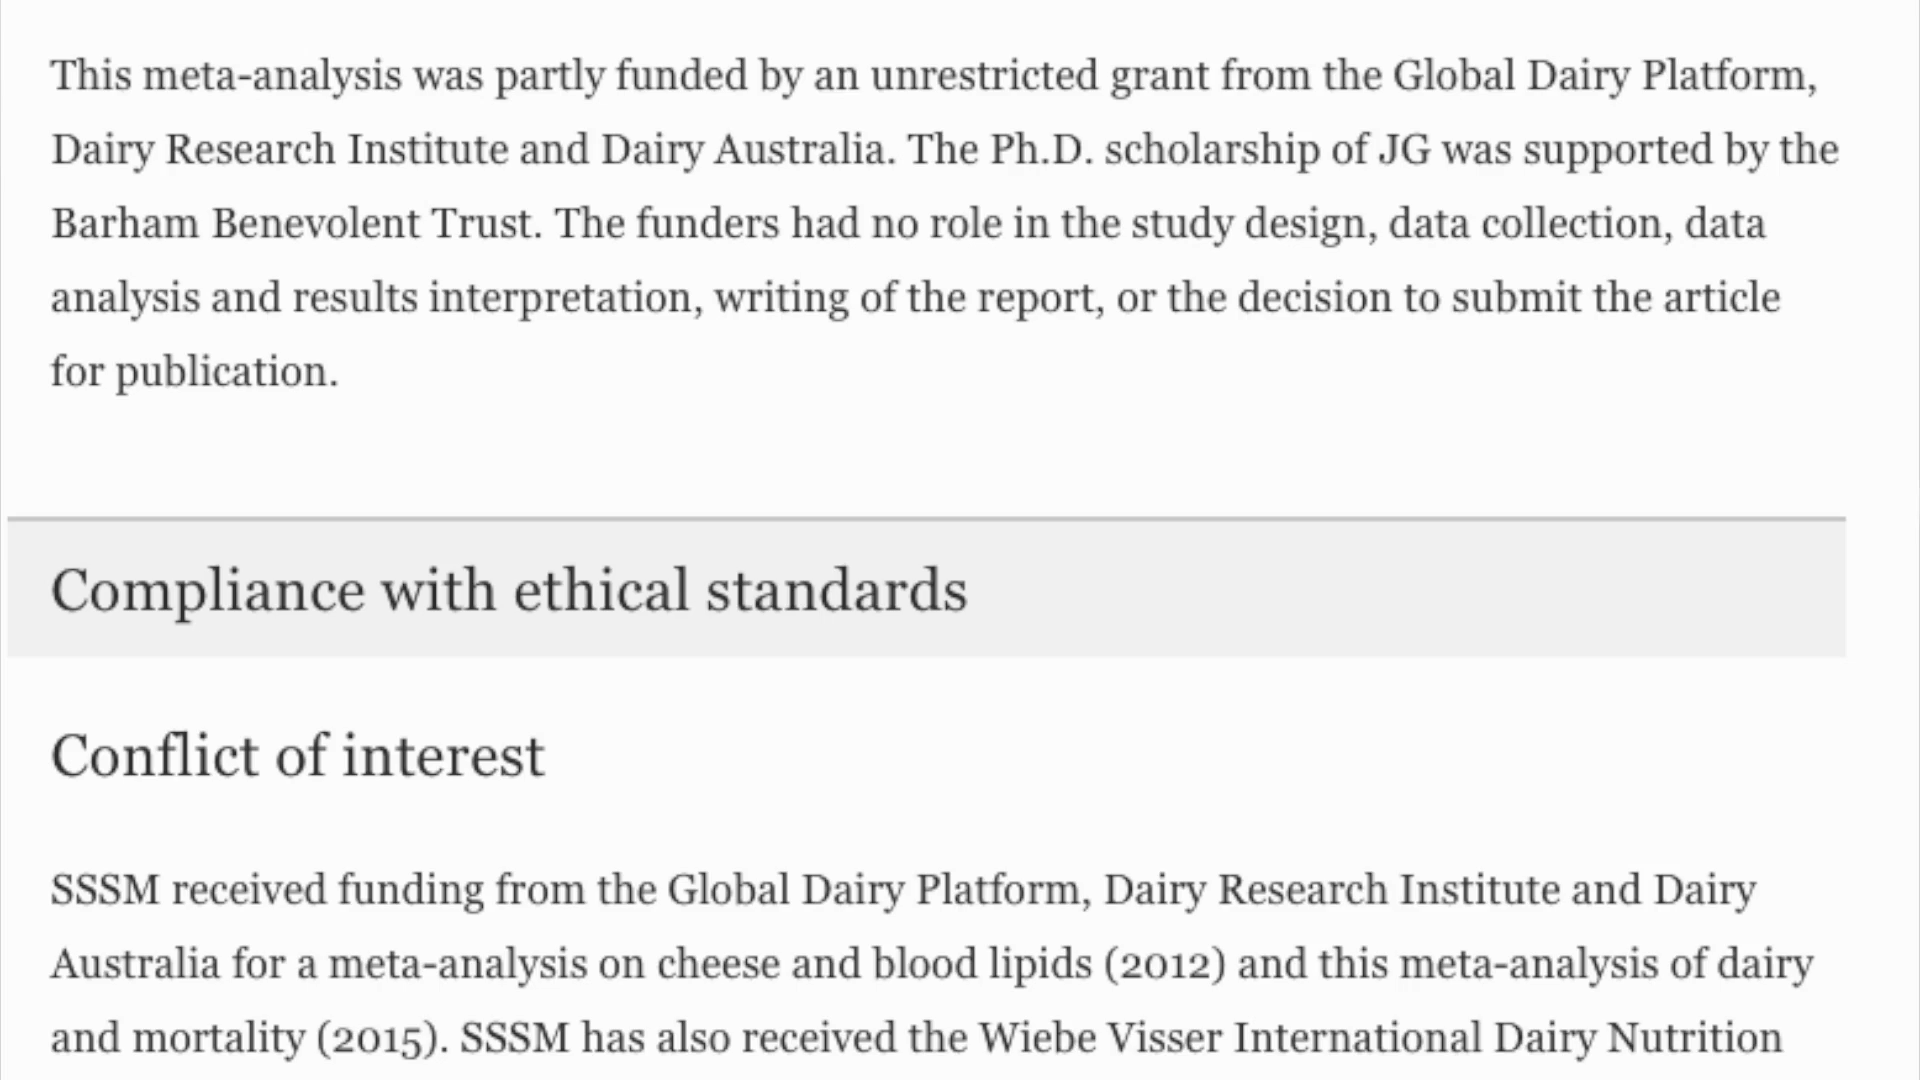 This meta-analysis was partly funded by an unrestricted grant from the Global Dairy Platform,
Dairy Research Institute and Dairy Australia. The Ph.D. scholarship of JG was supported by the
Barham Benevolent Trust. The funders had no role in the study design, data collection, data
analysis and results interpretation, writing of the report, or the decision to submit the article
for publication.
Compliance with ethical standards
Conflict of interest
SSSM received funding from the Global Dairy Platform, Dairy Research Institute and Dairy
Australia for a meta-analysis on cheese and blood lipids (2012) and this meta-analysis of dairy
and mortality (2015). SSSM has also received the Wiebe Visser International Dairy Nutrition